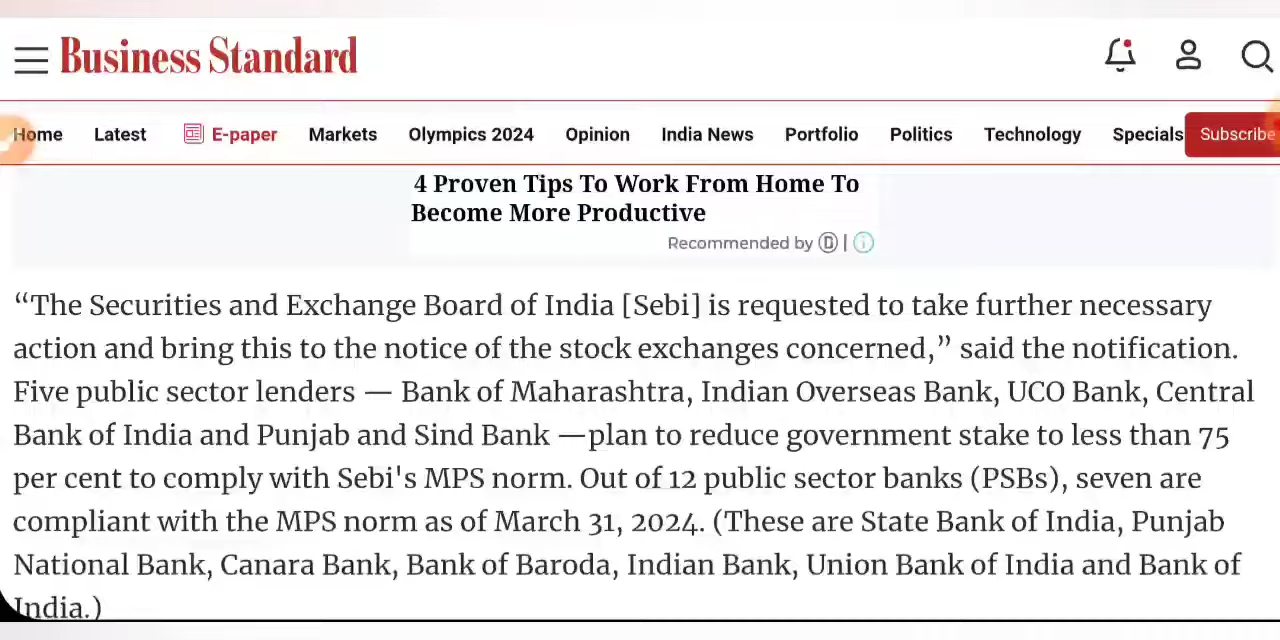 Business Standard
Home Latest E-paper Markets Olympics 2024 Opinion India News Portfolio Politics Technology Specials Subscribe
4 Proven Tips To Work From Home To
Become More Productive
Recommended by
“The Securities and Exchange Board of India [Sebi] is requested to take further necessary
action and bring this to the notice of the stock exchanges concerned,” said the notification.
Five public sector lenders — Bank of Maharashtra, Indian Overseas Bank, UCO Bank, Central
Bank of India and Punjab and Sind Bank —plan to reduce government stake to less than 75
per cent to comply with Sebi's MPS norm. Out of 12 public sector banks (PSBs), seven are
compliant with the MPS norm as of March 31, 2024. (These are State Bank of India, Punjab
National Bank, Canara Bank, Bank of Baroda, Indian Bank, Union Bank of India and Bank of
India.)